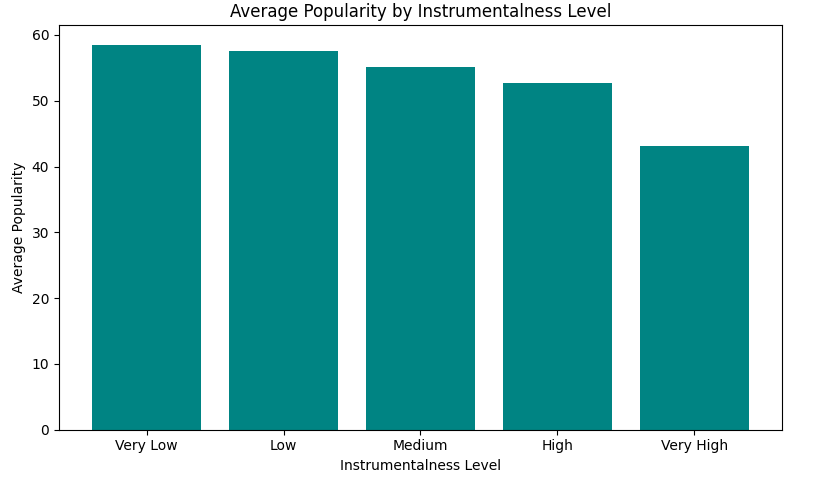 Average Popularity by Instrumentalness Level
60
50
40
30
20
10
0
Average Popularity
Very Low
Low
Medium
High
Very High
Instrumentalness Level